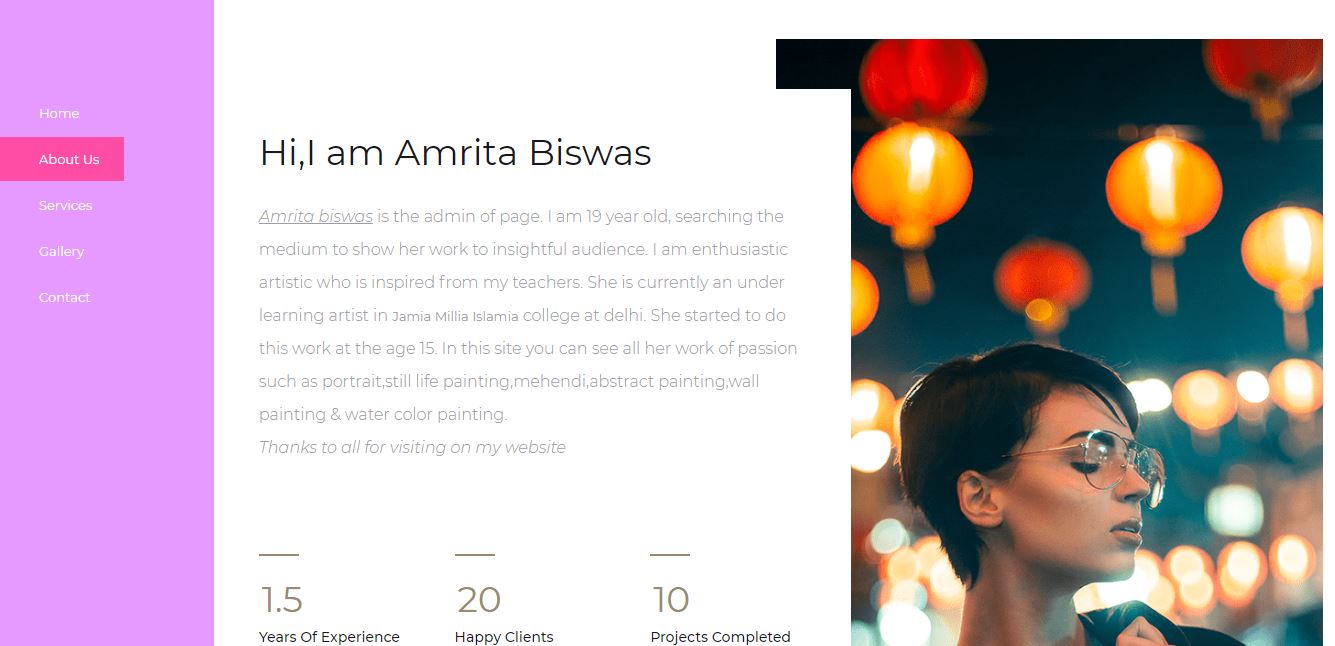 Home
About Us
Services
Gallery
Contact
Hi,I am Amrita Biswas
Amrita biswas is the admin of page. I am 19 year old, searching the
medium to show her work to insightful audience. I am enthusiastic
artistic who is inspired from my teachers. She is currently an under
learning artist in Jamia Millia Islamia college at delhi. She started to do
this work at the age 15. In this site you can see all her work of passion
such as portrait,still life painting,mehendi,abstract painting,wall
painting & water color painting.
Thanks to all for visiting on my website
1.5
Years Of Experience
20
Happy Clients
10
Projects Completed